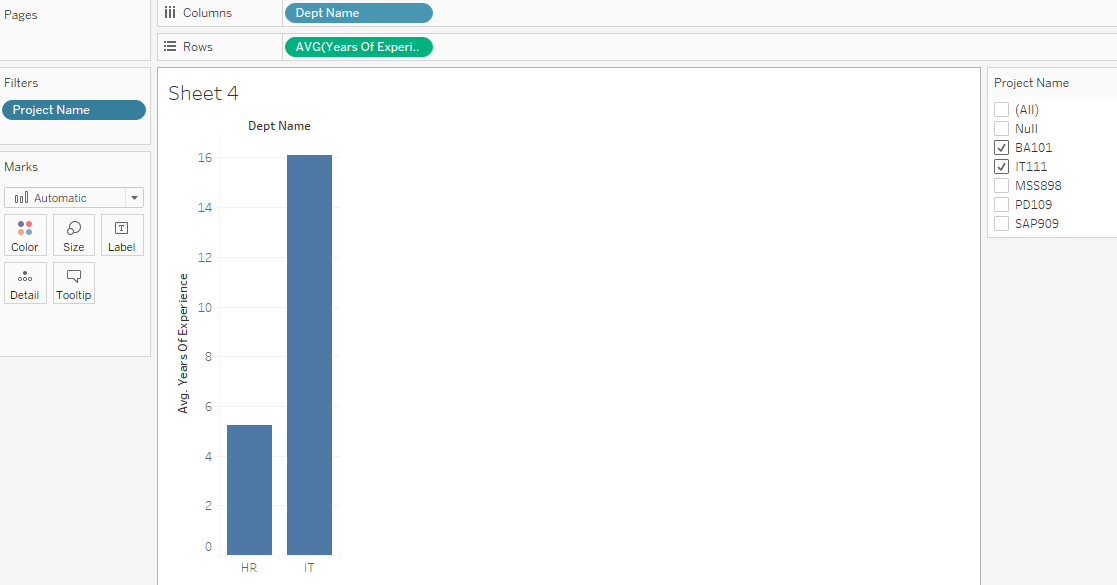 Pages
Columns
Dept Name
Rows
AVG(Years Of Experi..
Filters
Project Name
Marks
Automatic
Color
Size
Label
Detail
Tooltip
Sheet 4
Dept Name
Avg. Years Of Experience
16
14
12
10
8
6
4
2
0
HR
IT
Project Name
(All)
Null
BA101
IT111
MSS898
PD109
SAP909